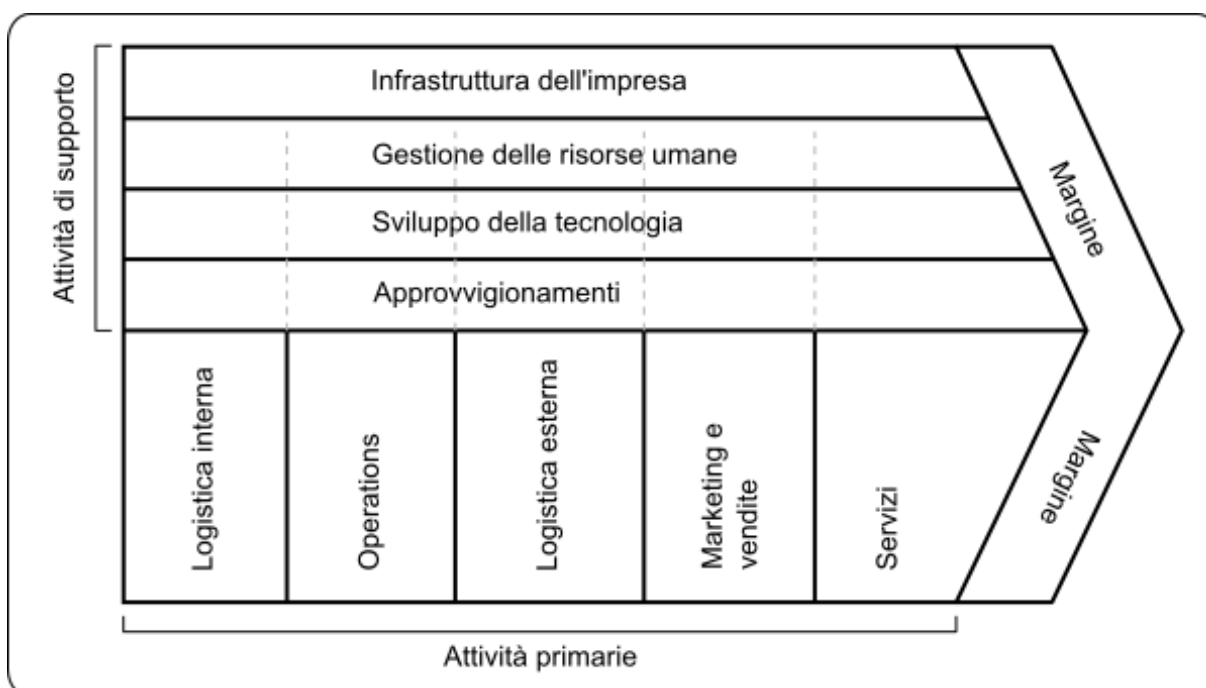 Attività di supporto
Infrastruttura dell'impresa
Gestione delle risorse umane
Sviluppo della tecnologia
Approvvigionamenti
Margine
Logistica interna
Operations
Logistica esterna
Marketing e
vendite
Servizi
Margine
Attività primarie